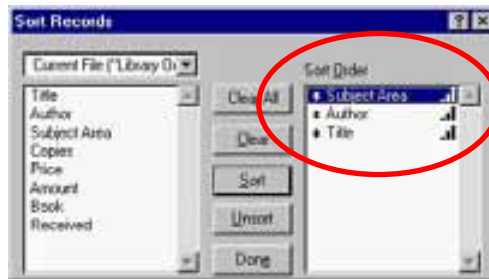 Sort Records
Current File ("Library Or
Title
Author
Subject Area
Copies
Price
Amount
Book
Received
Clear All
Clear
Sort
Unsort
Done
Sort Order
Subject Area
Author
Title